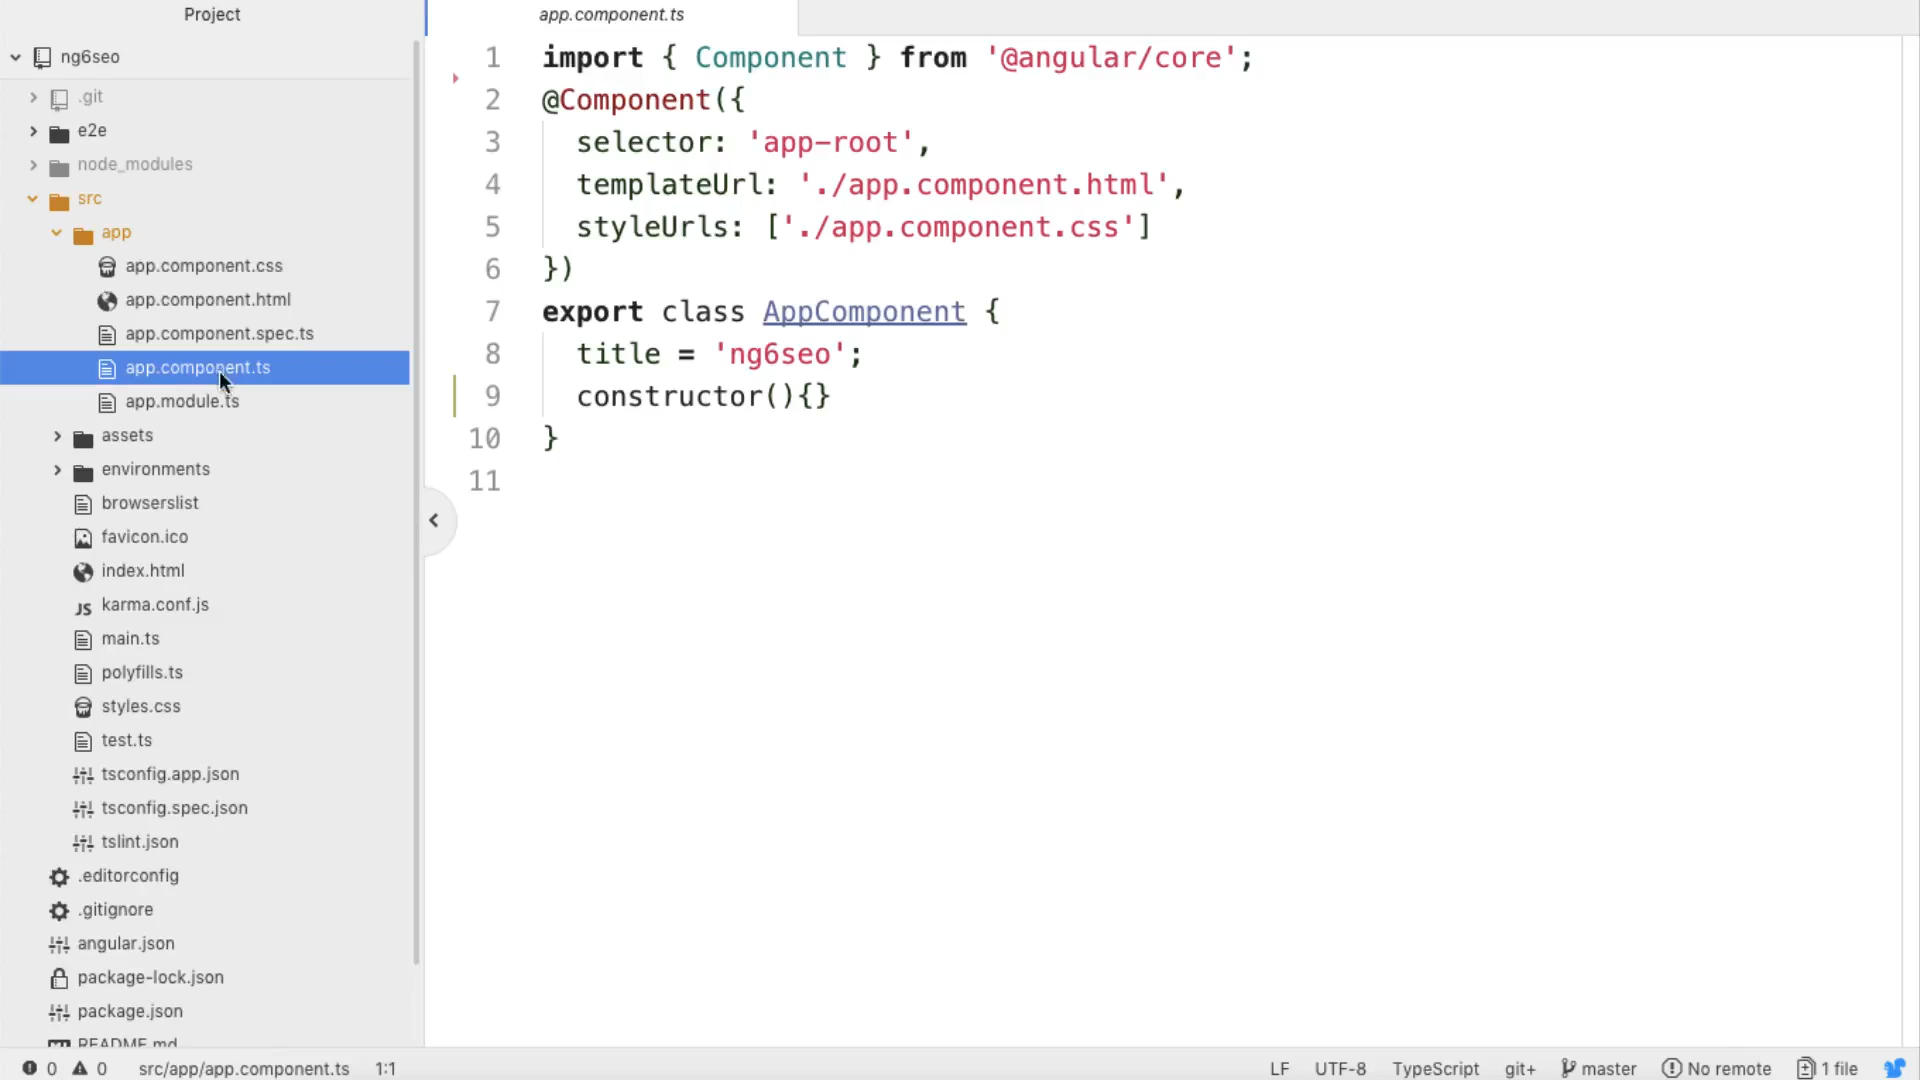 Project
ng6seo
.git
e2e
node_modules
src
app
app.component.css
app.component.html
app.component.spec.ts
app.component.ts
app.module.ts
assets
environments
browserslist
favicon.ico
index.html
JS karma.conf.js
main.ts
polyfills.ts
styles.css
test.ts
tsconfig.app.json
tsconfig.spec.json
tslint.json
.editorconfig
.gitignore
angular.json
package-lock.json
package.json
README.md
app.component.ts
1 import { Component } from '@angular/core';
2 @Component({
3 selector: 'app-root',
4 templateUrl: './app.component.html',
5 styleUrls: ['./app.component.css']
6 })
7 export class AppComponent {
8 title = 'ng6seo';
9 constructor(){}
10 }
11
0 0 src/app/app.component.ts 1:1 LF UTF-8 TypeScript git+ master No remote 1 file